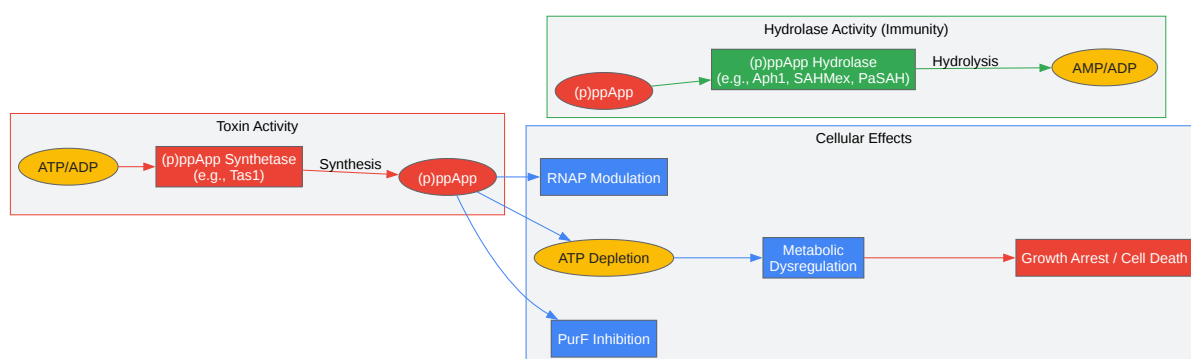 Hydrolase Activity (Immunity)
(p)ppApp
(p)ppApp Hydrolase
(e.g., Aph1, SAHMex, PaSAH)
Hydrolysis
AMP/ADP
Toxin Activity
ATP/ADP
(p)ppApp Synthetase
(e.g., Tas1)
Synthesis
(p)ppApp
Cellular Effects
RNAP Modulation
ATP Depletion
Metabolic
Dysregulation
Growth Arrest / Cell Death
PurF Inhibition